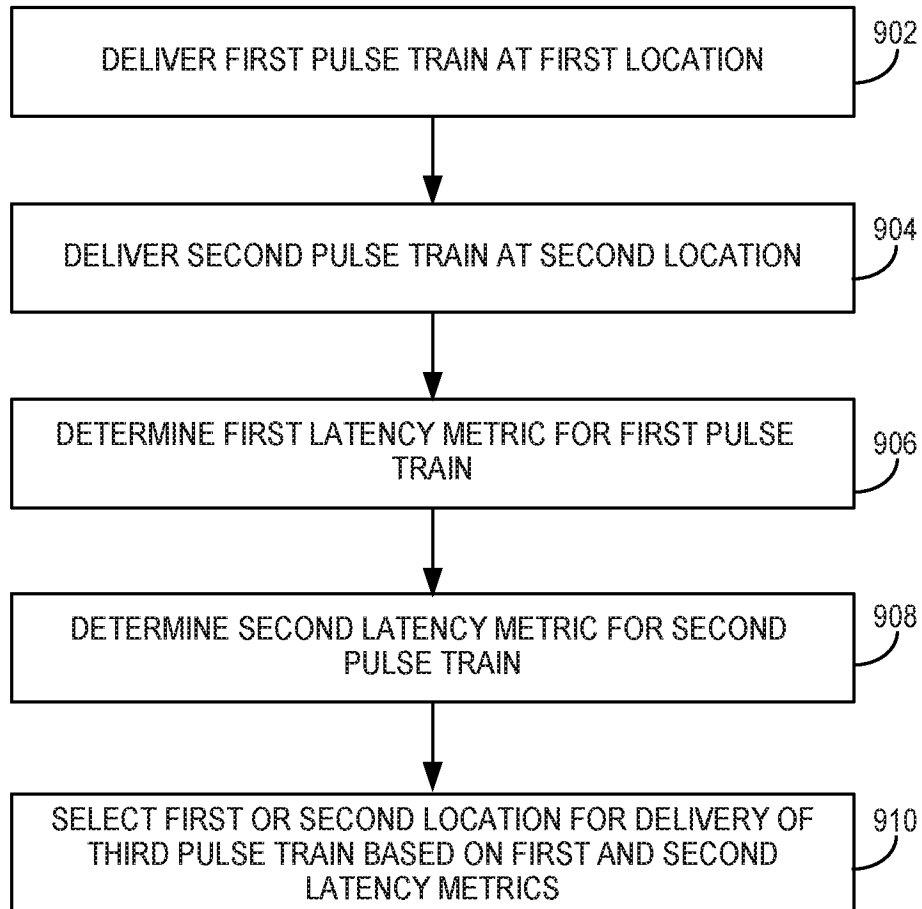 DELIVER FIRST PULSE TRAIN AT FIRST LOCATION
902
DELIVER SECOND PULSE TRAIN AT SECOND LOCATION
904
DETERMINE FIRST LATENCY METRIC FOR FIRST PULSE
TRAIN
906
DETERMINE SECOND LATENCY METRIC FOR SECOND
PULSE TRAIN
908
SELECT FIRST OR SECOND LOCATION FOR DELIVERY OF
THIRD PULSE TRAIN BASED ON FIRST AND SECOND
LATENCY METRICS
910